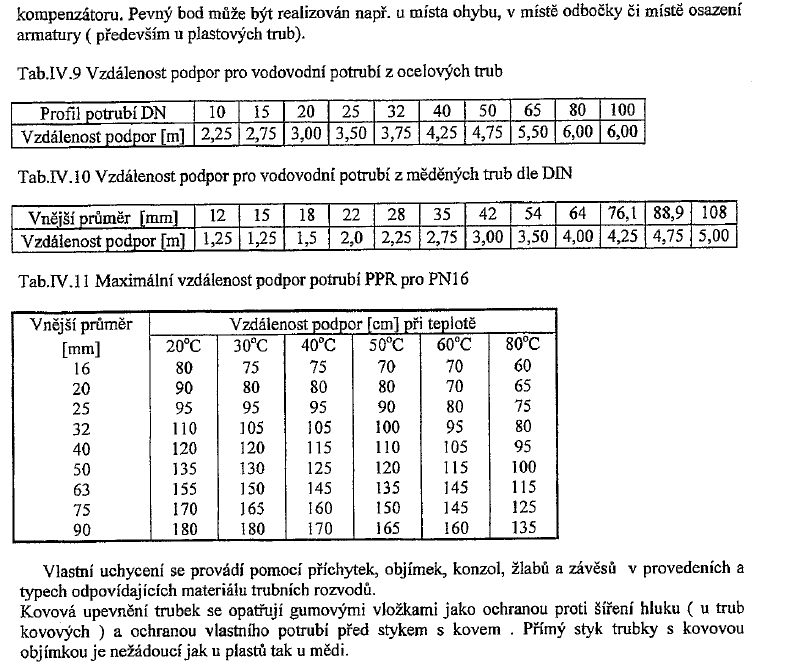 kompenzátoru. Pevný bod může být realizován např. u místa ohybu, v místě odbočky či místě osazení
armatury ( především u plastových trub).
Tab.IV.9 Vzdálenost podpor pro vodovodní potrubí z ocelových trub
Profil potrubí DN 10 15 20 25 32 40 50 65 80 100
Vzdálenost podpor [m] 2,25 2,75 3,00 3,50 3,75 4,25 4,75 5,50 6,00 6,00
Tab.IV.10 Vzdálenost podpor pro vodovodní potrubí z měděných trub dle DIN
Vnější průměr [mm] 12 15 18 22 28 35 42 54 64 76,1 88,9 108
Vzdálenost podpor [m] 1,25 1,25 1,5 2,0 2,25 2,75 3,00 3,50 4,00 4,25 4,75 5,00
Tab.IV.11 Maximální vzdálenost podpor potrubí PPR pro PN16
Vnější průměr Vzdálenost podpor [cm] při teplotě
[mm] 20°C 30°C 40°C 50°C 60°C 80°C
16 80 75 75 70 70 60
20 90 80 80 80 70 65
25 95 95 95 90 80 75
32 110 105 105 100 95 80
40 120 120 115 110 105 95
50 135 130 125 120 115 100
63 155 150 145 135 145 115
75 170 165 160 150 145 125
90 180 180 170 165 160 135
Vlastní uchycení se provádí pomocí příchytek, objímek, konzol, žlabů a závěsů v provedeních a
typech odpovídajících materiálu trubních rozvodů.
Kovová upevnění trubek se opatřují gumovými vložkami jako ochranou proti šíření hluku ( u trub
kovových ) a ochranou vlastního potrubí před stykem s kovem . Přímý styk trubky s kovovou
objímkou je nežádoucí jak u plastů tak u mědi.